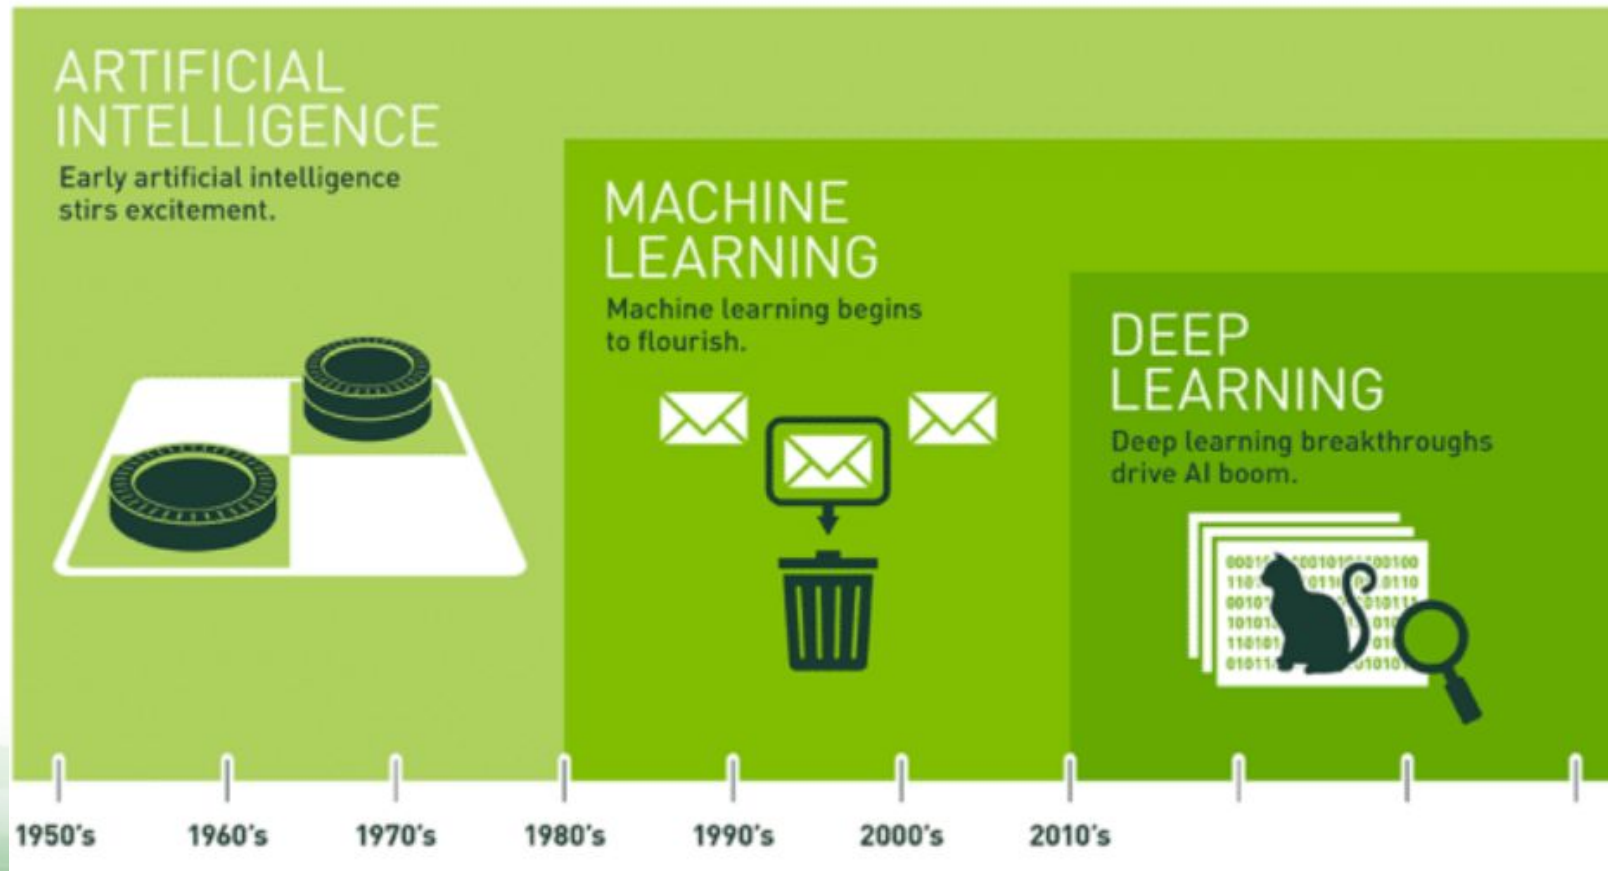 ARTIFICIAL
INTELLIGENCE
Early artificial intelligence
stirs excitement.
MACHINE
LEARNING
Machine learning begins
to flourish.
DEEP
LEARNING
Deep learning breakthroughs
drive AI boom.
1950's
1960's
1970's
1980's
1990's
2000's
2010's